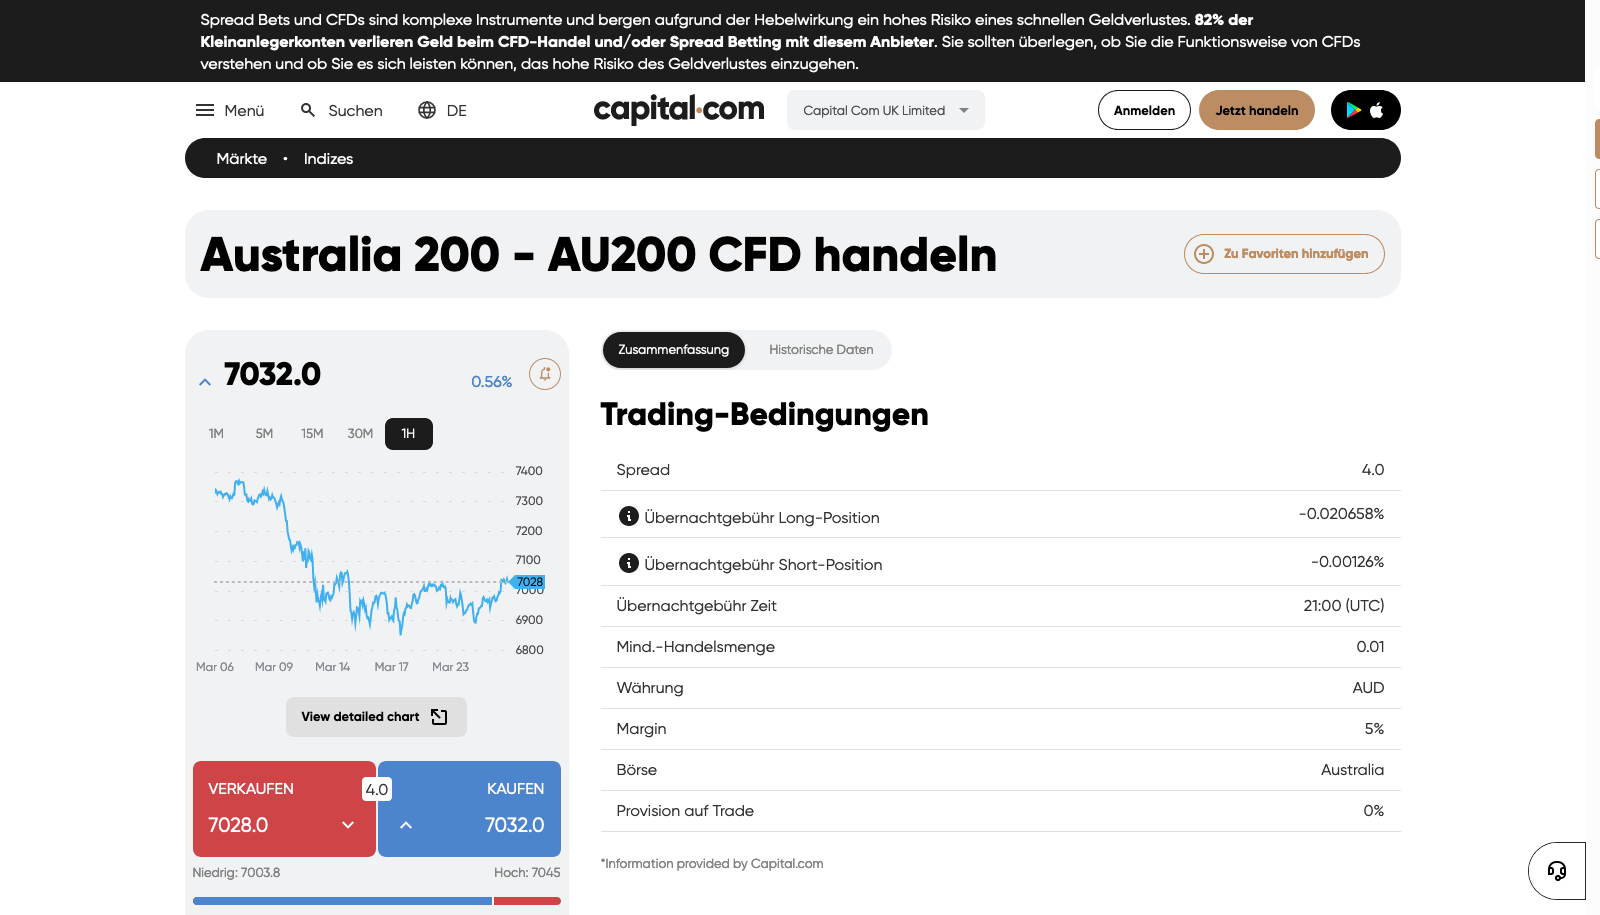 Spread Bets und CFDs sind komplexe Instrumente und bergen aufgrund der Hebelwirkung ein hohes Risiko eines schnellen Geldverlustes. 82% der
Kleinanlegerkonten verlieren Geld beim CFD-Handel und/oder Spread Betting mit diesem Anbieter. Sie sollten überlegen, ob Sie die Funktionsweise von CFDs
verstehen und ob Sie es sich leisten können, das hohe Risiko des Geldverlustes einzugehen.
Menü Suchen DE capital.com Capital Com UK Limited Anmelden Jetzt handeln
Märkte • Indizes
Australia 200 - AU200 CFD handeln
Zu Favoriten hinzufügen
7032.0
0.56%
1M 5M 15M 30M 1H
7400
7300
7200
7100
7028
7000
6900
6800
Mar 06 Mar 09 Mar 14 Mar 17 Mar 23
View detailed chart
VERKAUFEN 4.0 KAUFEN
7028.0 7032.0
Niedrig: 7003.8 Hoch: 7045
Zusammenfassung Historische Daten
Trading-Bedingungen
Spread 4.0
Übernachtgebühr Long-Position -0.020658%
Übernachtgebühr Short-Position -0.00126%
Übernachtgebühr Zeit 21:00 (UTC)
Mind.-Handelsmenge 0.01
Währung AUD
Margin 5%
Börse Australia
Provision auf Trade 0%
*Information provided by Capital.com